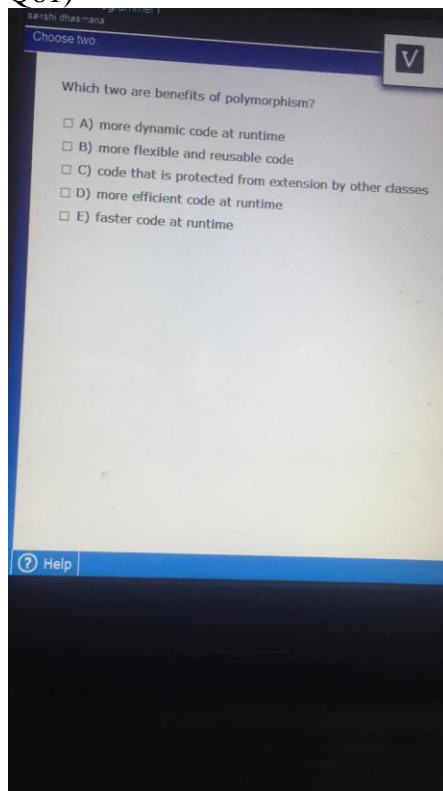 sakshi dhasmana
Choose two.
V
Which two are benefits of polymorphism?
A) more dynamic code at runtime
B) more flexible and reusable code
C) code that is protected from extension by other classes
D) more efficient code at runtime
E) faster code at runtime
? Help